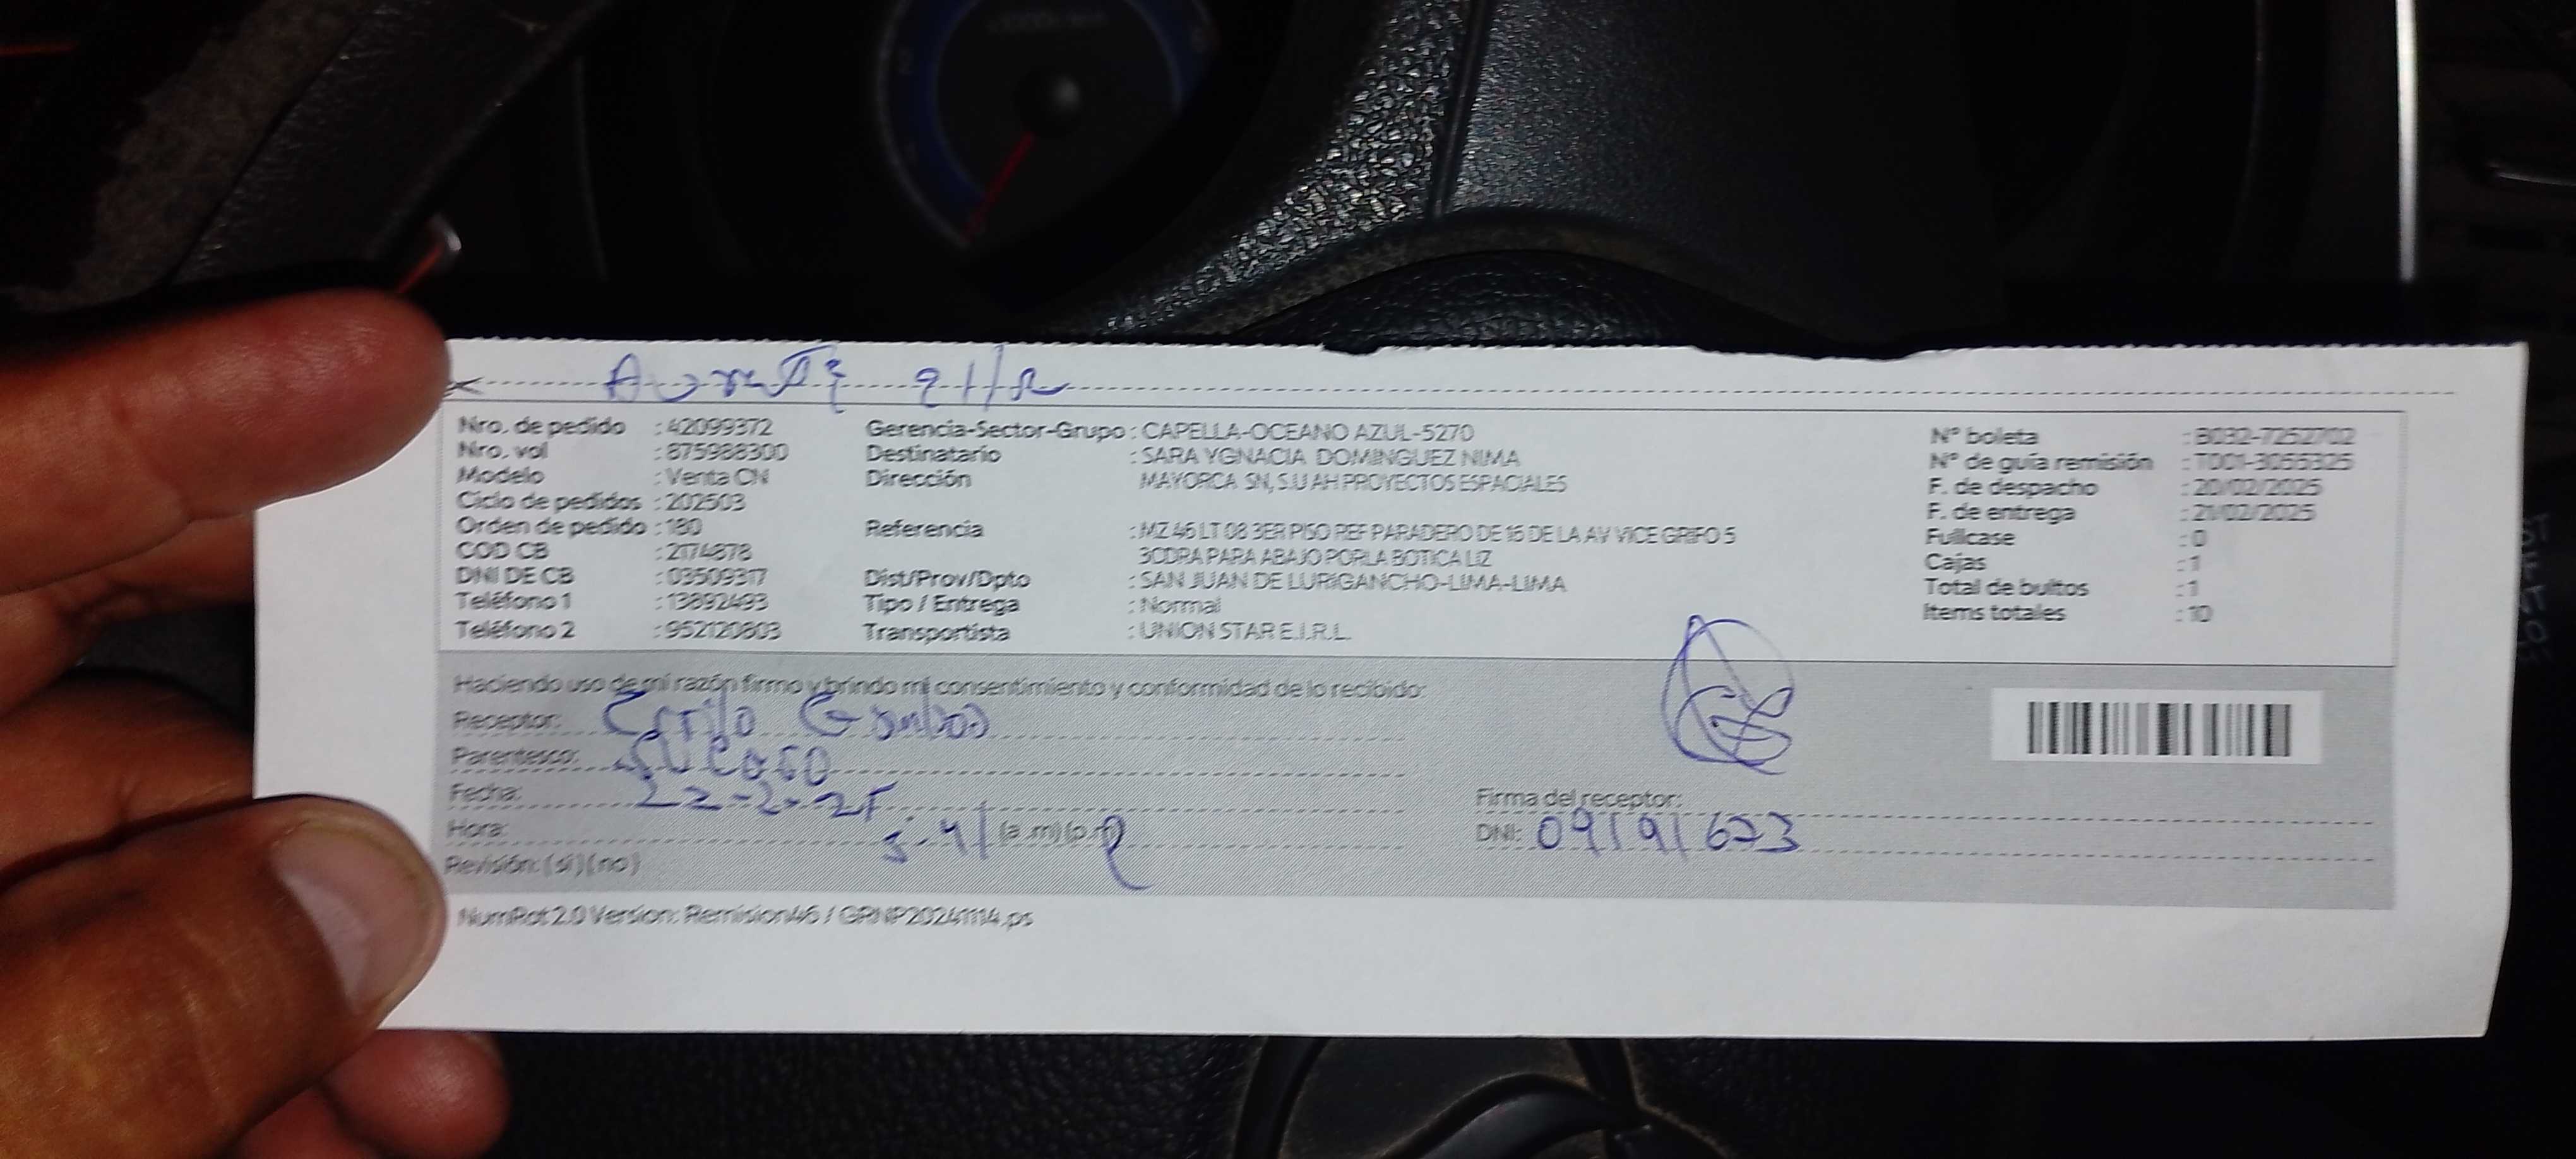 Nro. de pedido : 42099372 Gerencia-Sector-Grupo : CAPELLA-OCEANO AZUL-5270 N° boleta : B032-7252702
Nro. vol : 875988300 Destinatario : SARA YGNACIA DOMINGUEZ NIMA N° de guía remisión : T001-3055325
Modelo : Venta CN Dirección MAYORCA SN, S.U AH PROYECTOS ESPACIALES F. de despacho : 20/02/2025
Ciclo de pedidos : 202503 F. de entrega : 21/02/2025
Orden de pedido : 180 Referencia : MZ 46 LT 08 3ER PISO REF PARADERO DE 16 DE LA AV VICE GRIFO 5 Fullcase : 0
COD CB : 2174878 3CDRA PARA ABAJO PORLA BOTICA LIZ Cajas : 1
DNI DE CB : 03509317 Dist/Prov/Dpto : SAN JUAN DE LURIGANCHO-LIMA-LIMA Total de bultos : 1
Teléfono 1 : 13892493 Tipo / Entrega : Normal Items totales : 10
Teléfono 2 : 952120803 Transportista : UNION STAR E.I.R.L.
Haciendo uso de mi razón firmo y brindo mi consentimiento y conformidad de lo recibido:
Receptor:
Parentesco:
Fecha: 22-2-25 Firma del receptor:
Hora: (a.m)(p.m) DNI: 09191673
Revisión: (si)(no)
NumRot 2.0 Version: Remision46 / GRNP20241114.ps